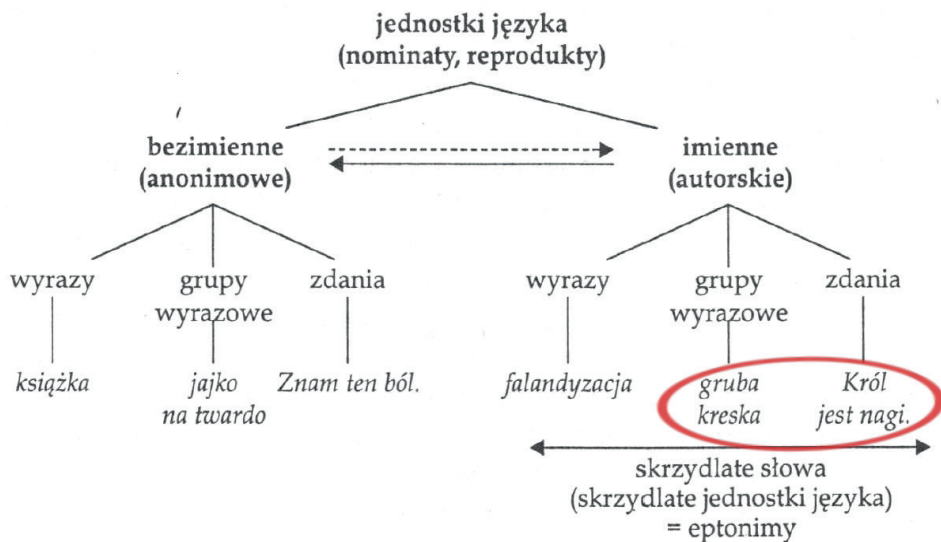 jednostki języka
(nominaty, reprodukty)
bezimienne
(anonimowe)
imienne
(autorskie)
wyrazy
grupy
wyrazowe
zdania
wyrazy
grupy
wyrazowe
zdania
książka
jajko
na twardo
Znam ten ból.
falandyzacja
gruba
kreska
Król
jest nagi.
skrzydlate słowa
(skrzydlate jednostki języka)
= eptonimy